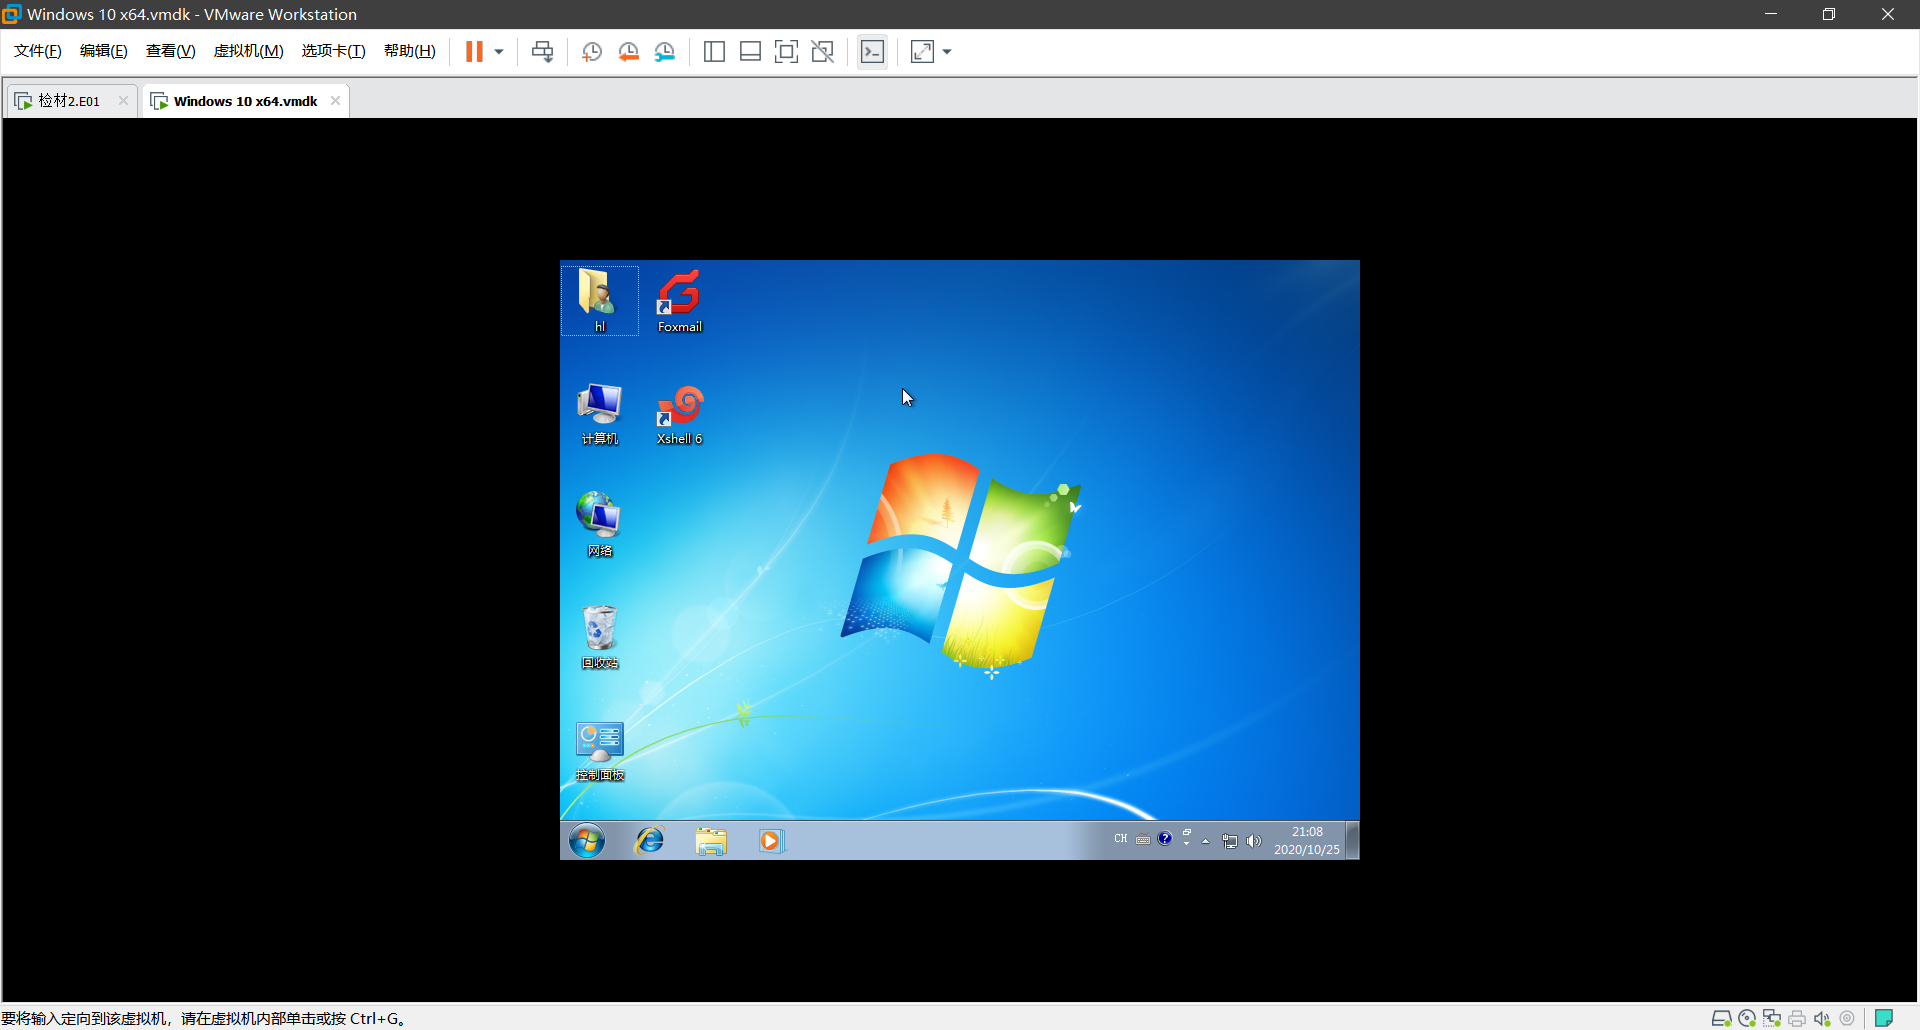 Windows 10 x64.vmdk - VMware Workstation
文件(F) 编辑(E) 查看(V) 虚拟机(M) 选项卡(T) 帮助(H)
检材2.E01
Windows 10 x64.vmdk
hl
Foxmail
计算机
Xshell 6
网络
回收站
控制面板
CH
21:08
2020/10/25
要将输入定向到该虚拟机，请在虚拟机内部单击或按 Ctrl+G。